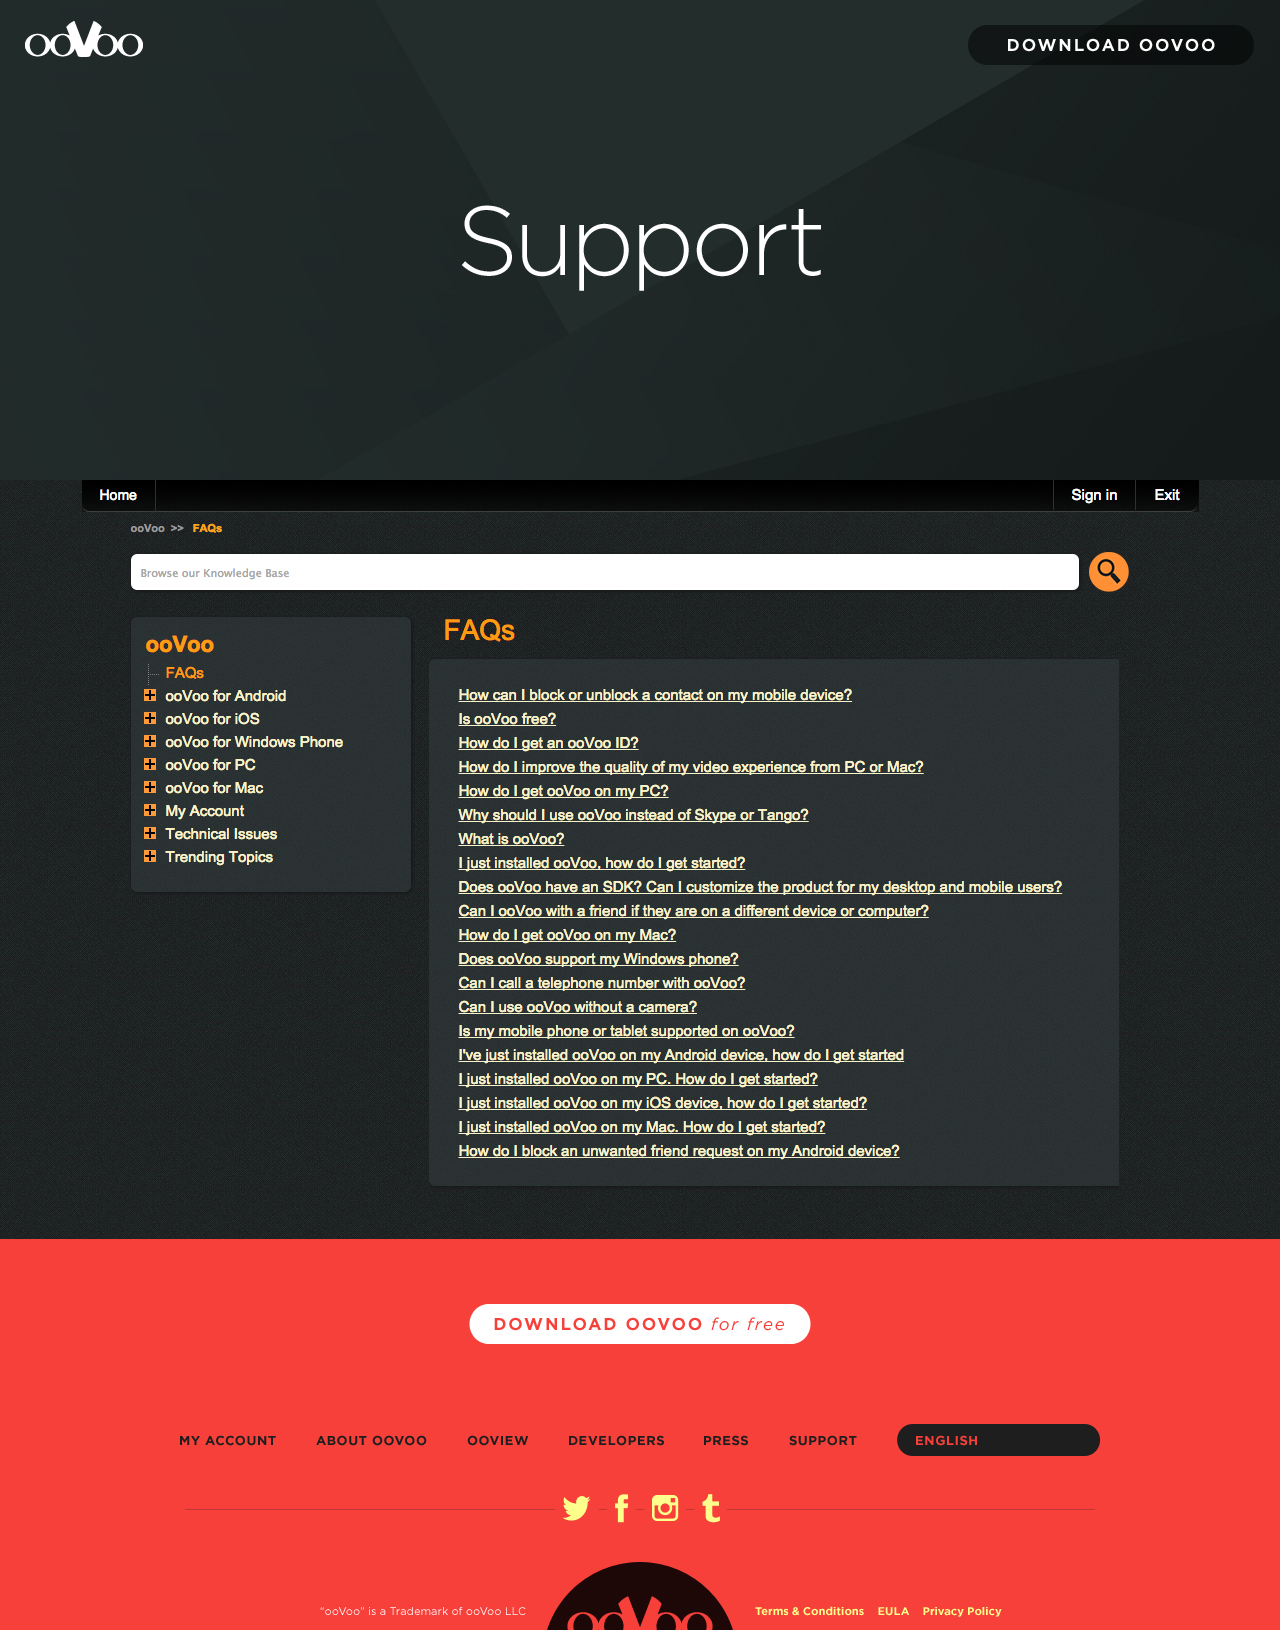 ooVoo
DOWNLOAD OOVOO
Support
Home
Sign in
Exit
ooVoo >> FAQs
Browse our Knowledge Base
ooVoo
FAQs
ooVoo for Android
ooVoo for iOS
ooVoo for Windows Phone
ooVoo for PC
ooVoo for Mac
My Account
Technical Issues
Trending Topics
FAQs
How can I block or unblock a contact on my mobile device?
Is ooVoo free?
How do I get an ooVoo ID?
How do I improve the quality of my video experience from PC or Mac?
How do I get ooVoo on my PC?
Why should I use ooVoo instead of Skype or Tango?
What is ooVoo?
I just installed ooVoo, how do I get started?
Does ooVoo have an SDK? Can I customize the product for my desktop and mobile users?
Can I ooVoo with a friend if they are on a different device or computer?
How do I get ooVoo on my Mac?
Does ooVoo support my Windows phone?
Can I call a telephone number with ooVoo?
Can I use ooVoo without a camera?
Is my mobile phone or tablet supported on ooVoo?
I've just installed ooVoo on my Android device, how do I get started
I just installed ooVoo on my PC. How do I get started?
I just installed ooVoo on my iOS device, how do I get started?
I just installed ooVoo on my Mac. How do I get started?
How do I block an unwanted friend request on my Android device?
DOWNLOAD OOVOO for free
MY ACCOUNT
ABOUT OOVOO
OOVIEW
DEVELOPERS
PRESS
SUPPORT
ENGLISH
"ooVoo" is a Trademark of ooVoo LLC
ooVoo
Terms & Conditions
EULA
Privacy Policy